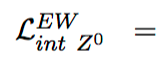 𝓛^{EW}_{int Z^0} =